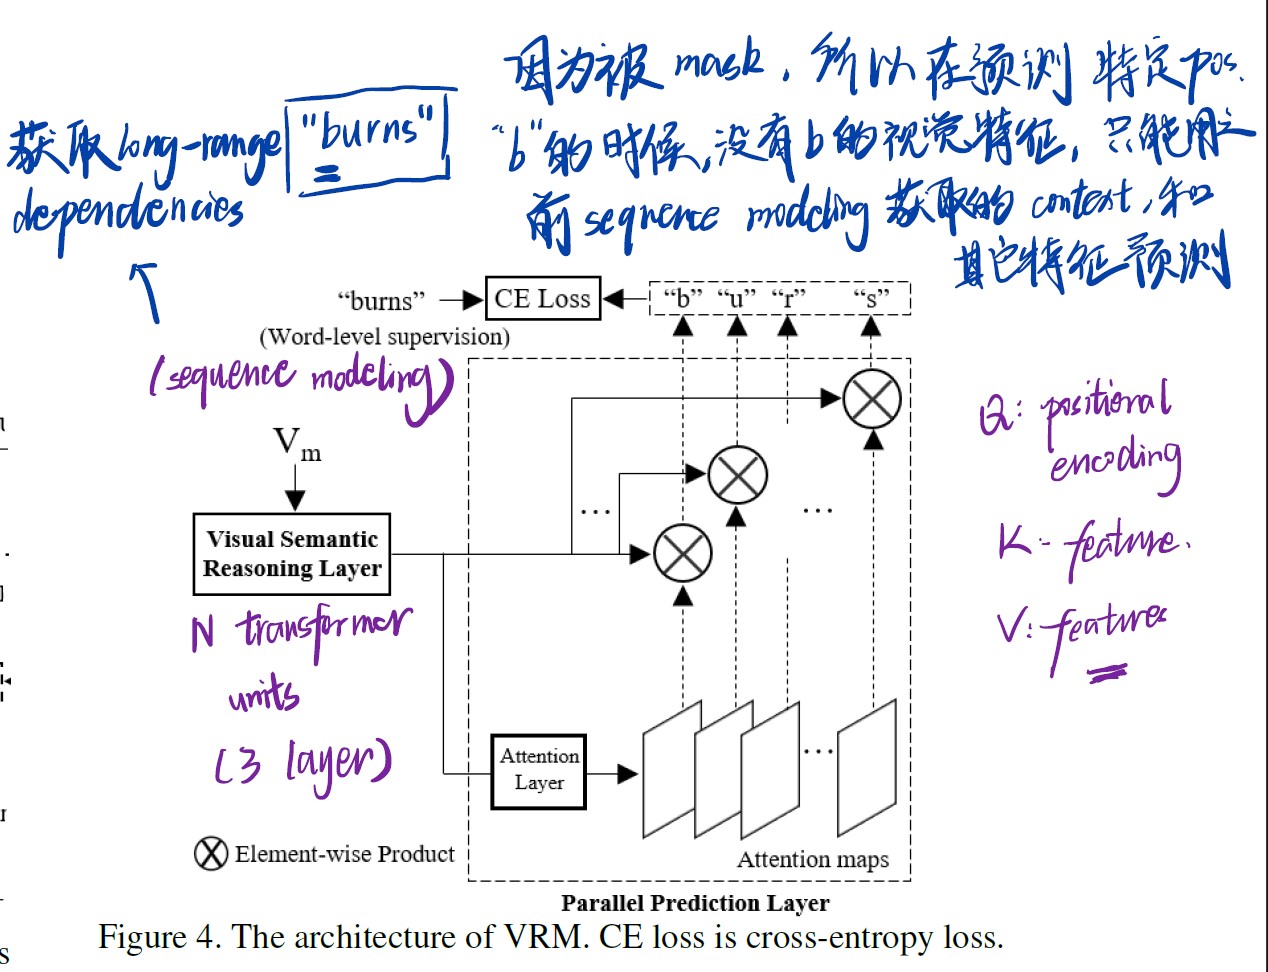 因为被 mask，所以在预测 特定 pos.
"b"的时候，没有b的视觉特征，只能用之
前 sequence modeling 获取的 context，和
其它特征预测
获取 long-range "burns"
dependencies
"burns" CE Loss "b" "u" "r" "s"
(Word-level supervision)
(sequence modeling)
Vm
Q: positional
encoding
K: feature.
V: features
...
...
Visual Semantic
Reasoning Layer
N transformer
units
(3 layer)
Attention
Layer
...
Element-wise Product
Attention maps
Parallel Prediction Layer
Figure 4. The architecture of VRM. CE loss is cross-entropy loss.